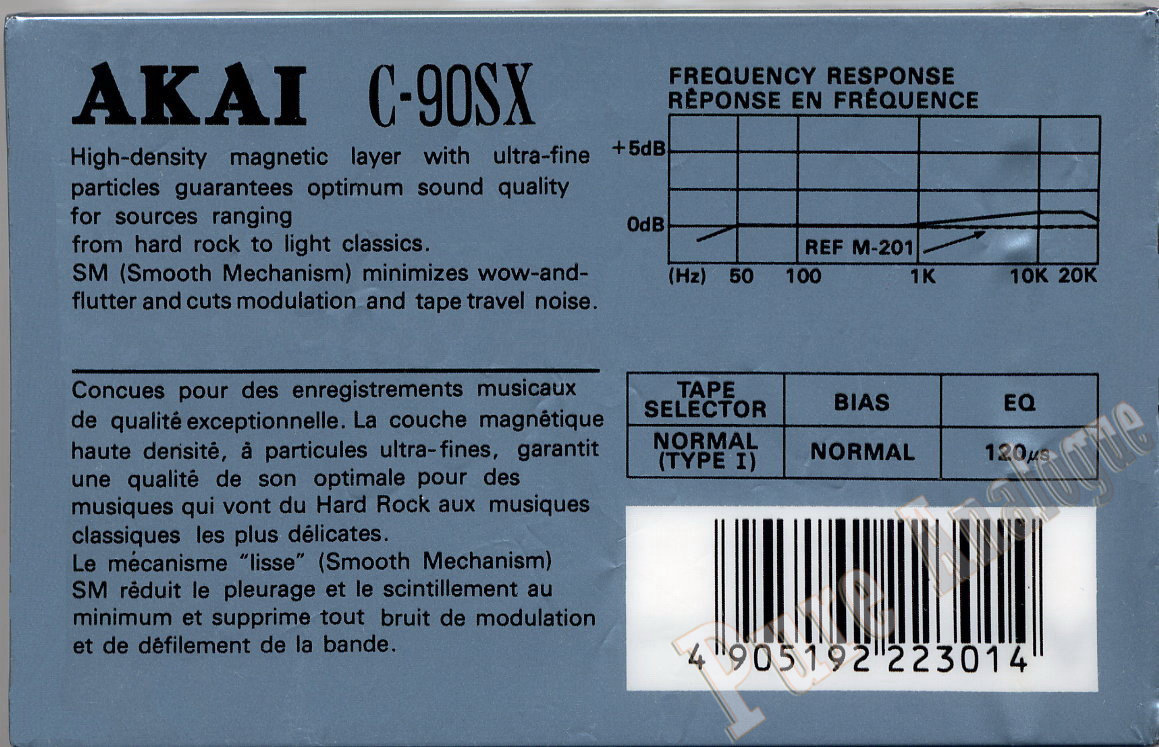 AKAI C-90SX
High-density magnetic layer with ultra-fine
particles guarantees optimum sound quality
for sources ranging
from hard rock to light classics.
SM (Smooth Mechanism) minimizes wow-and-
flutter and cuts modulation and tape travel noise.
Concues pour des enregistrements musicaux
de qualité exceptionnelle. La couche magnêtique
haute densité, â particules ultra-fines, garantit
une qualité de son optimale pour des
musiques qui vont du Hard Rock aux musiques
classiques les plus délicates.
Le mécanisme "lisse" (Smooth Mechanism)
SM rêduit le pleurage et le scintillement au
minimum et supprime tout bruit de modulation
et de dêfilement de la bande.
FREQUENCY RESPONSE
RÊPONSE EN FRÉQUENCE
+5dB
0dB
REF M-201
(Hz) 50 100 1K 10K 20K
TAPE SELECTOR BIAS EQ
NORMAL (TYPE I) NORMAL 120μs
4 905192 223014
Pure Analogue